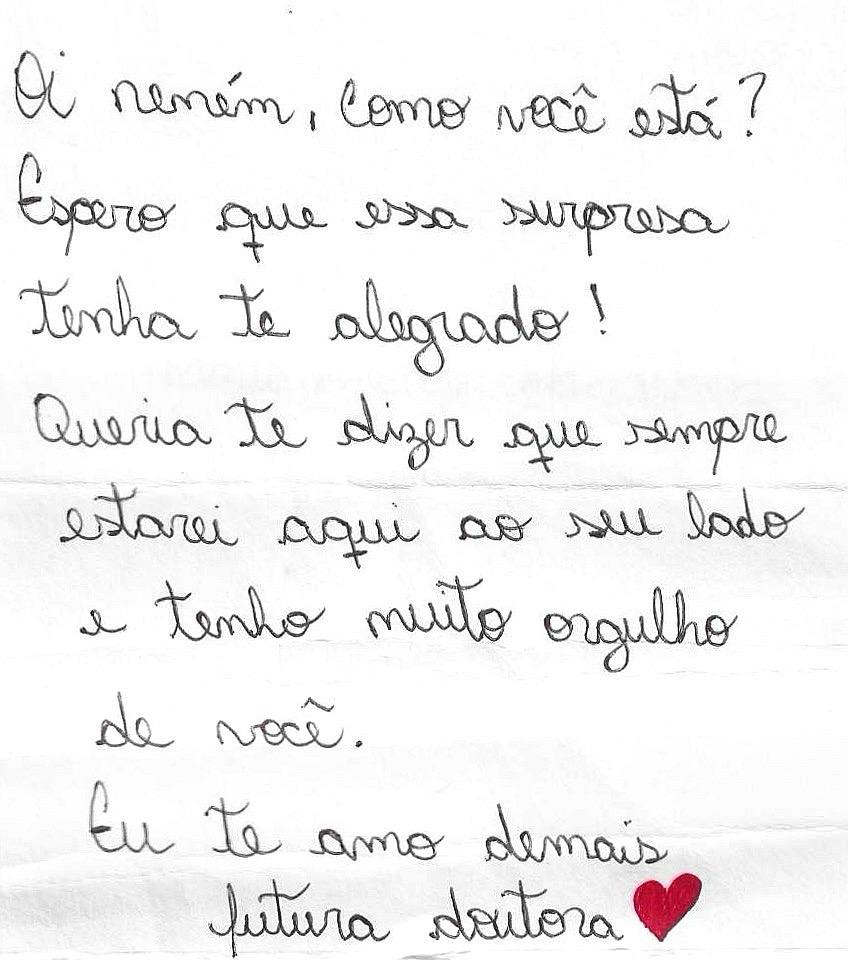 Oi neném, como você está?
Espero que essa surpresa
tenha te alegrado!
Queria te dizer que sempre
estarei aqui ao seu lado
e tenho muito orgulho
de você.
Eu te amo demais
futura doutora ❤